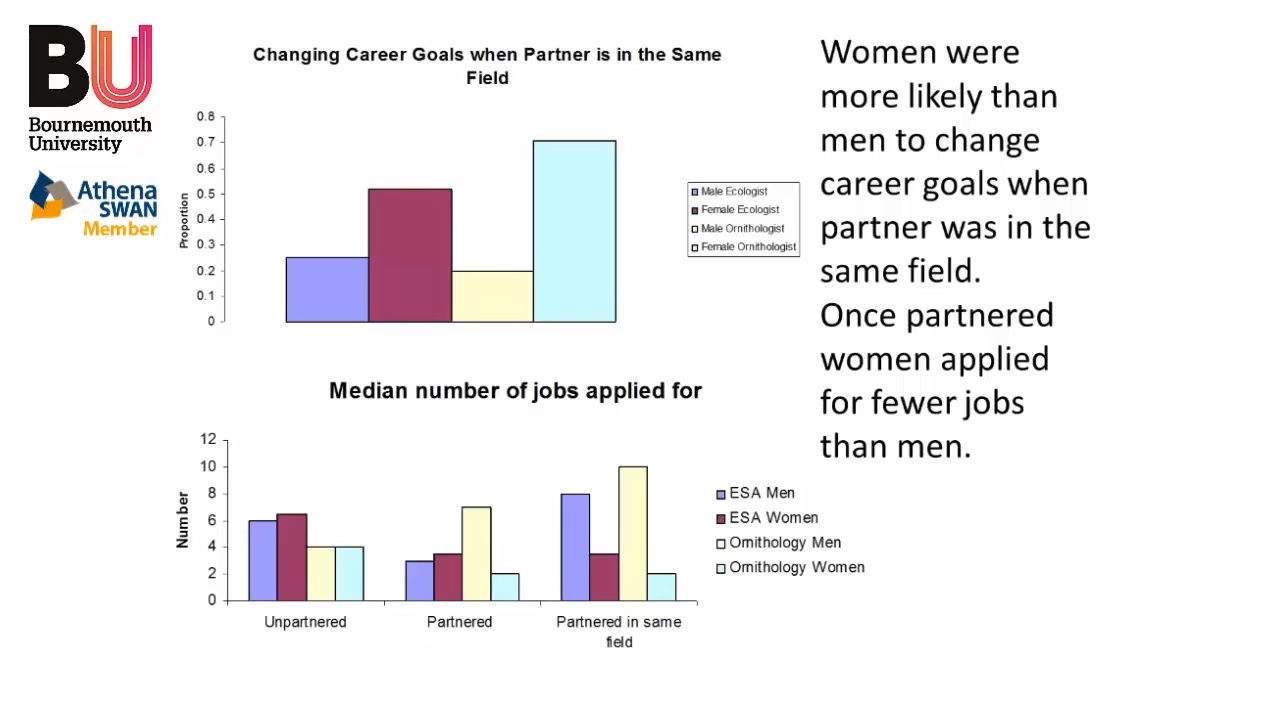 BU
Bournemouth
University
Athena
SWAN
Member
Changing Career Goals when Partner is in the Same
Field
0.8
0.7
0.6
0.5
0.4
0.3
0.2
0.1
0
Proportion
Male Ecologist
Female Ecologist
Male Ornithologist
Female Ornithologist
Median number of jobs applied for
12
10
8
6
4
2
0
Number
Unpartnered
Partnered
Partnered in same
field
ESA Men
ESA Women
Ornithology Men
Ornithology Women
Women were
more likely than
men to change
career goals when
partner was in the
same field.
Once partnered
women applied
for fewer jobs
than men.